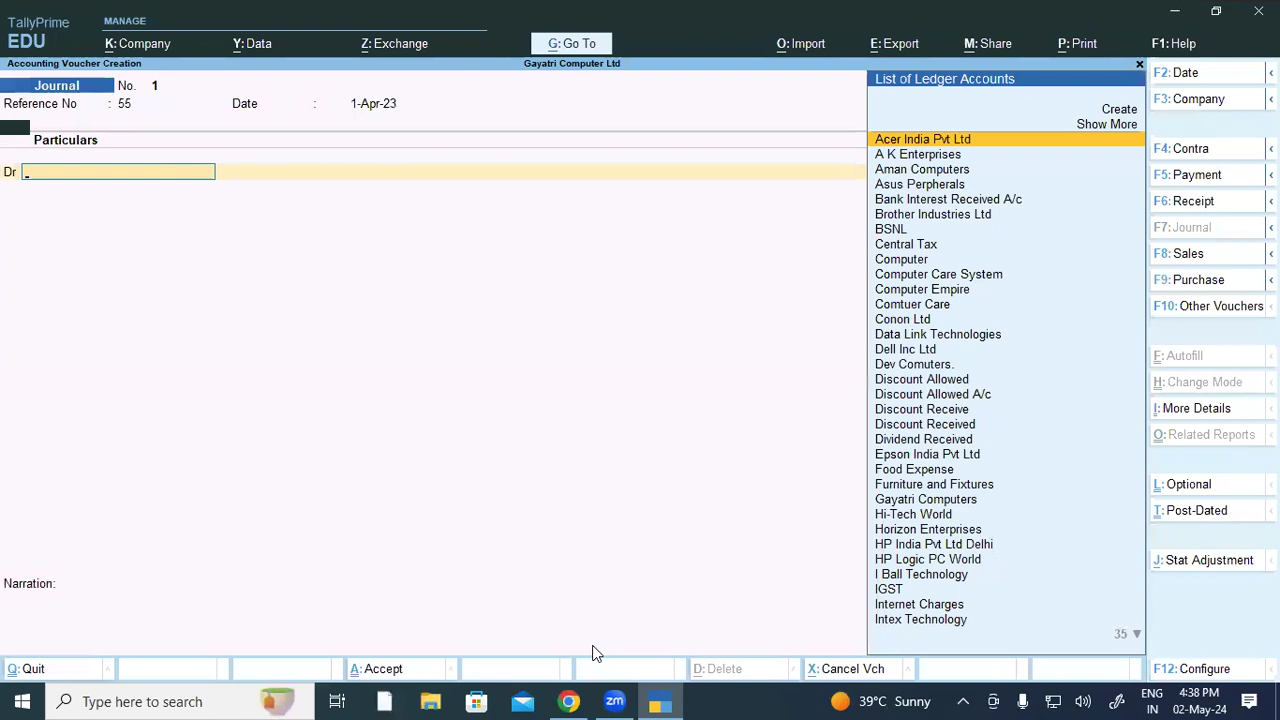 TallyPrime
EDU
MANAGE
K: Company
Y: Data
Z: Exchange
G: Go To
O: Import
E: Export
M: Share
P: Print
F1: Help
Accounting Voucher Creation
Gayatri Computer Ltd
Journal
No. 1
Reference No : 55
Date : 1-Apr-23
Particulars
Dr
Narration:
List of Ledger Accounts
Create
Show More
Acer India Pvt Ltd
A K Enterprises
Aman Computers
Asus Perpherals
Bank Interest Received A/c
Brother Industries Ltd
BSNL
Central Tax
Computer
Computer Care System
Computer Empire
Comtuer Care
Conon Ltd
Data Link Technologies
Dell Inc Ltd
Dev Comuters.
Discount Allowed
Discount Allowed A/c
Discount Receive
Discount Received
Dividend Received
Epson India Pvt Ltd
Food Expense
Furniture and Fixtures
Gayatri Computers
Hi-Tech World
Horizon Enterprises
HP India Pvt Ltd Delhi
HP Logic PC World
I Ball Technology
IGST
Internet Charges
Intex Technology
35 ▼
F2: Date
F3: Company
F4: Contra
F5: Payment
F6: Receipt
F7: Journal
F8: Sales
F9: Purchase
F10: Other Vouchers
F: Autofill
H: Change Mode
I: More Details
O: Related Reports
L: Optional
T: Post-Dated
J: Stat Adjustment
F12: Configure
Q: Quit
A: Accept
D: Delete
X: Cancel Vch
Type here to search
zm
39°C Sunny
ENG
IN
4:38 PM
02-May-24